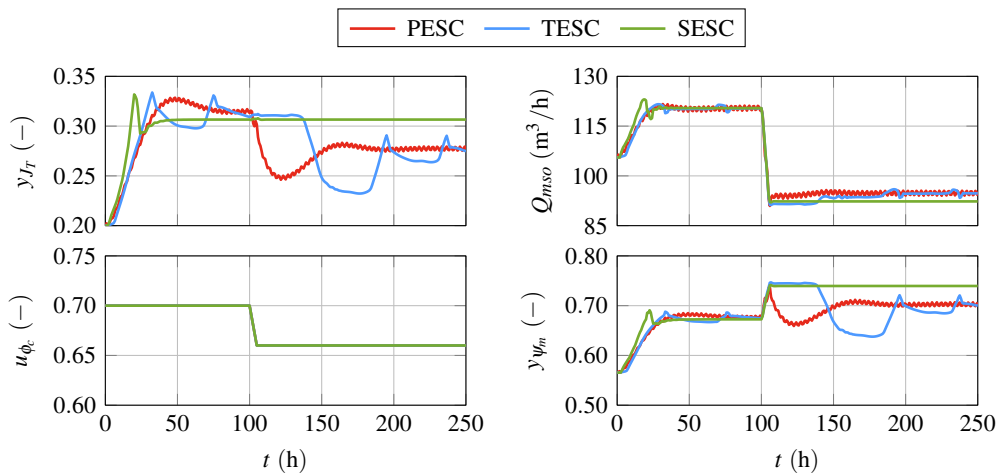 PESC TESC SESC
0.35
0.30
0.25
0.20
y_{J_T} (−)
130
115
100
85
Q_{mso} (m³/h)
0.75
0.70
0.65
0.60
u_{ϕ_c} (−)
0 50 100 150 200 250
t (h)
0.80
0.70
0.60
0.50
y_{ψ_m} (−)
0 50 100 150 200 250
t (h)